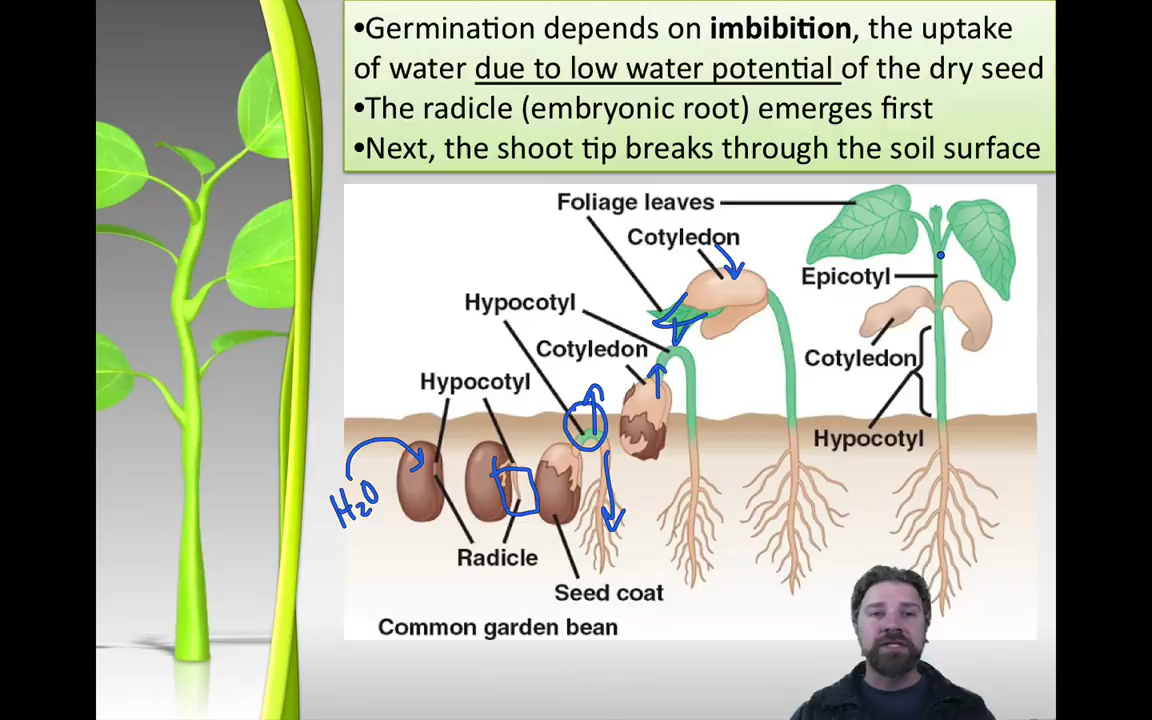 •Germination depends on imbibition, the uptake
of water due to low water potential of the dry seed
•The radicle (embryonic root) emerges first
•Next, the shoot tip breaks through the soil surface
Foliage leaves
Cotyledon
Epicotyl
Hypocotyl
Cotyledon
Cotyledon
Hypocotyl
Hypocotyl
H₂O
Radicle
Seed coat
Common garden bean